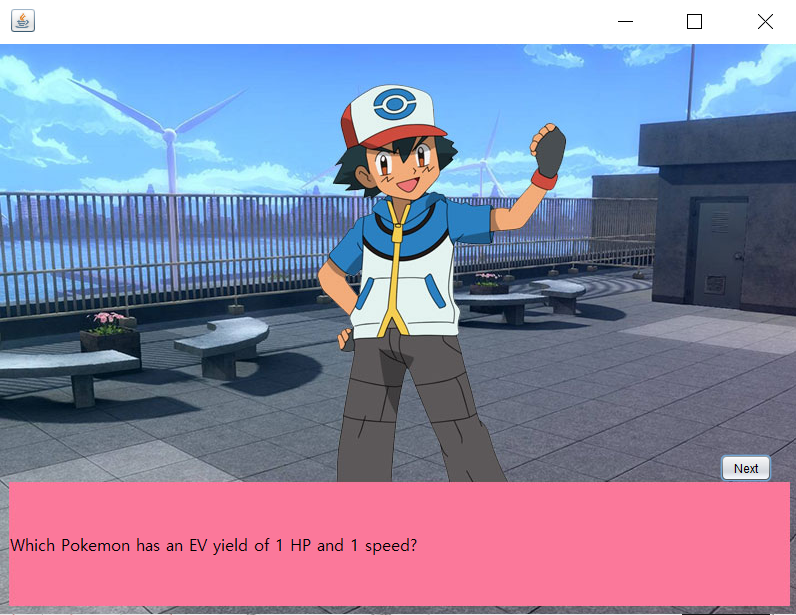 Next
Which Pokemon has an EV yield of 1 HP and 1 speed?